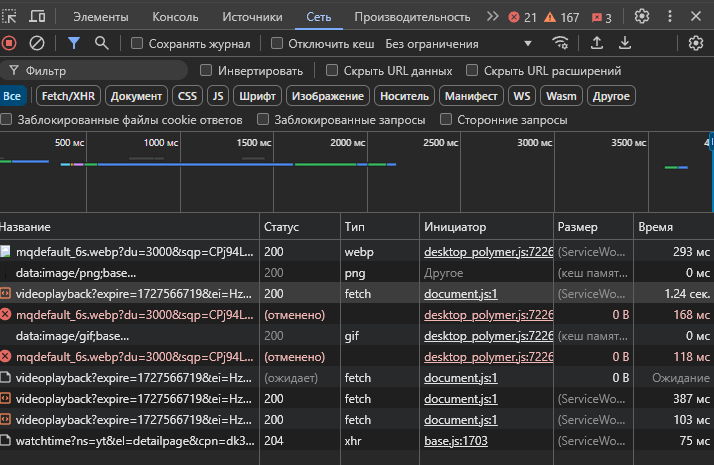 Элементы Консоль Источники Сеть Производительность 21 167 3
Сохранять журнал Отключить кеш Без ограничения
Фильтр Инвертировать Скрыть URL данных Скрыть URL расширений
Все Fetch/XHR Документ CSS JS Шрифт Изображение Носитель Манифест WS Wasm Другое
Заблокированные файлы cookie ответов Заблокированные запросы Сторонние запросы
500 мс 1000 мс 1500 мс 2000 мс 2500 мс 3000 мс 3500 мс 4
Название Статус Тип Инициатор Размер Время
mqdefault_6s.webp?du=3000&sqp=CPj94L... 200 webp desktop_polymer.js:7226 (ServiceWo... 293 мс
data:image/png;base... 200 png Другое (кеш памят... 0 мс
videoplayback?expire=1727566719&ei=Hz... 200 fetch document.js:1 (ServiceWo... 1.24 сек.
mqdefault_6s.webp?du=3000&sqp=CPj94L... (отменено) desktop_polymer.js:7226 0 B 168 мс
data:image/gif;base... 200 gif desktop_polymer.js:7226 (кеш памят... 0 мс
mqdefault_6s.webp?du=3000&sqp=CPj94L... (отменено) desktop_polymer.js:7226 0 B 118 мс
videoplayback?expire=1727566719&ei=Hz... (ожидает) fetch document.js:1 0 B Ожидание
videoplayback?expire=1727566719&ei=Hz... 200 fetch document.js:1 (ServiceWo... 387 мс
videoplayback?expire=1727566719&ei=Hz... 200 fetch document.js:1 (ServiceWo... 103 мс
watchtime?ns=yt&el=detailpage&cpn=dk3... 204 xhr base.js:1703 (ServiceWo... 75 мс